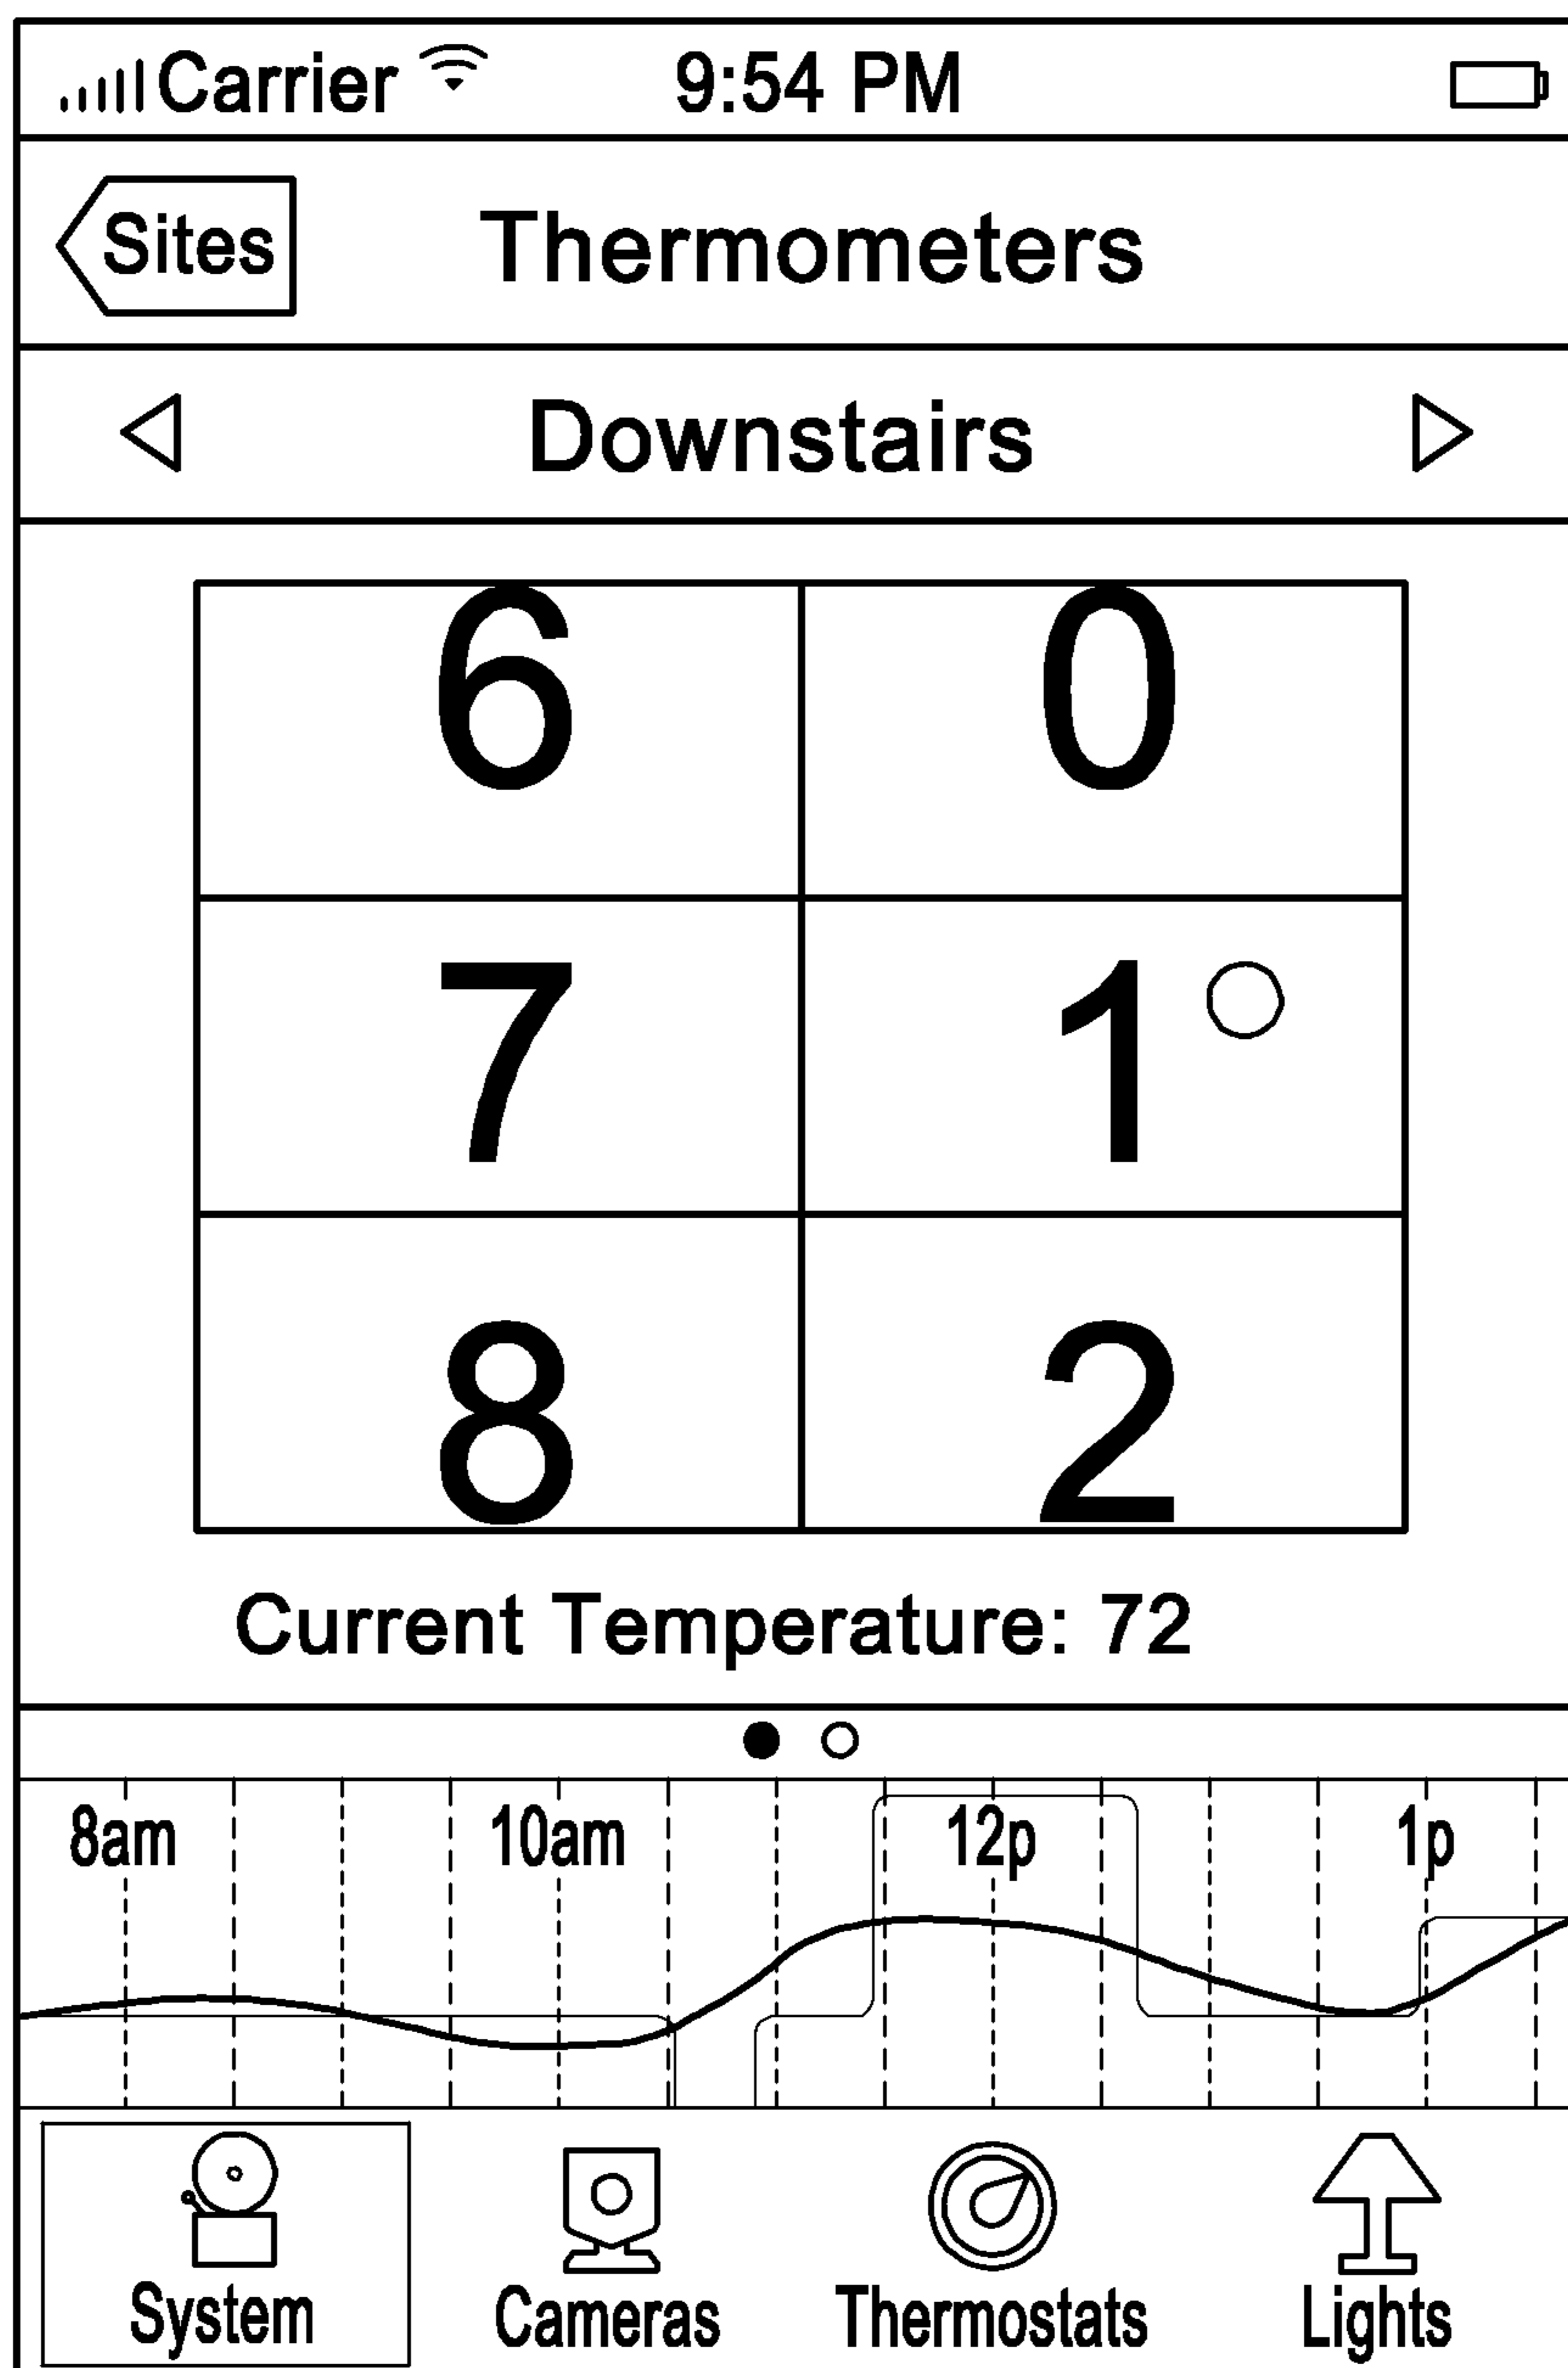 Carrier 9:54 PM
Sites Thermometers
Downstairs
6 0
7 1°
8 2
Current Temperature: 72
8am 10am 12p 1p
System Cameras Thermostats Lights